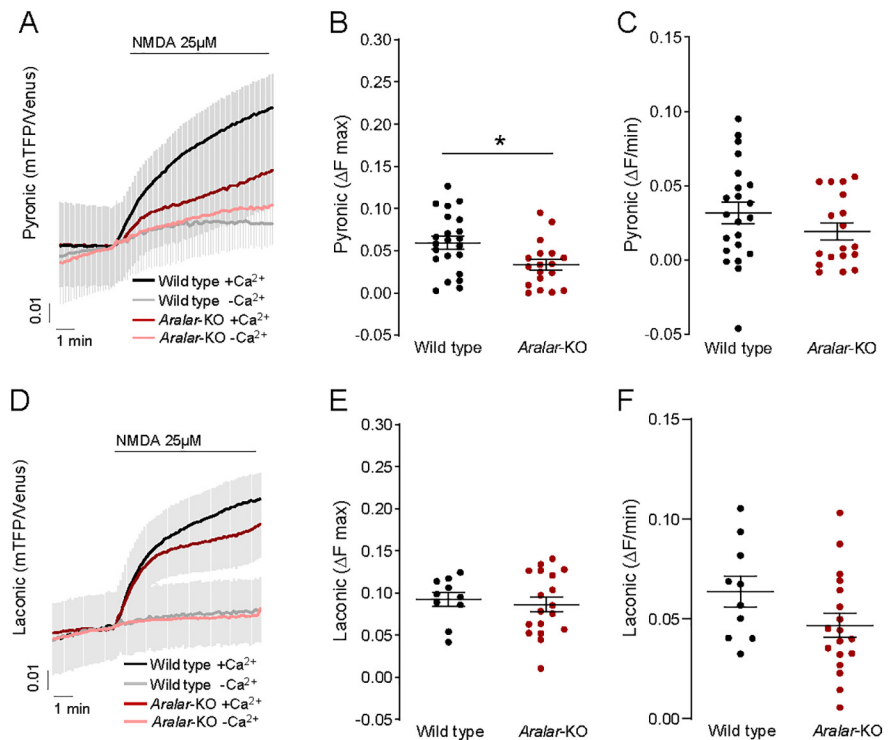 A
NMDA 25µM
Pyronic (mTFP/Venus)
Wild type +Ca²⁺
Wild type -Ca²⁺
Aralar-KO +Ca²⁺
Aralar-KO -Ca²⁺
0.01
1 min
B
Pyronic (ΔF max)
0.30
0.25
0.20
0.15
0.10
0.05
0.00
-0.05
*
Wild type Aralar-KO
C
Pyronic (ΔF/min)
0.15
0.10
0.05
0.00
-0.05
Wild type Aralar-KO
D
NMDA 25µM
Laconic (mTFP/Venus)
Wild type +Ca²⁺
Wild type -Ca²⁺
Aralar-KO +Ca²⁺
Aralar-KO -Ca²⁺
0.01
1 min
E
Laconic (ΔF max)
0.30
0.25
0.20
0.15
0.10
0.05
0.00
-0.05
Wild type Aralar-KO
F
Laconic (ΔF/min)
0.15
0.10
0.05
0.00
Wild type Aralar-KO